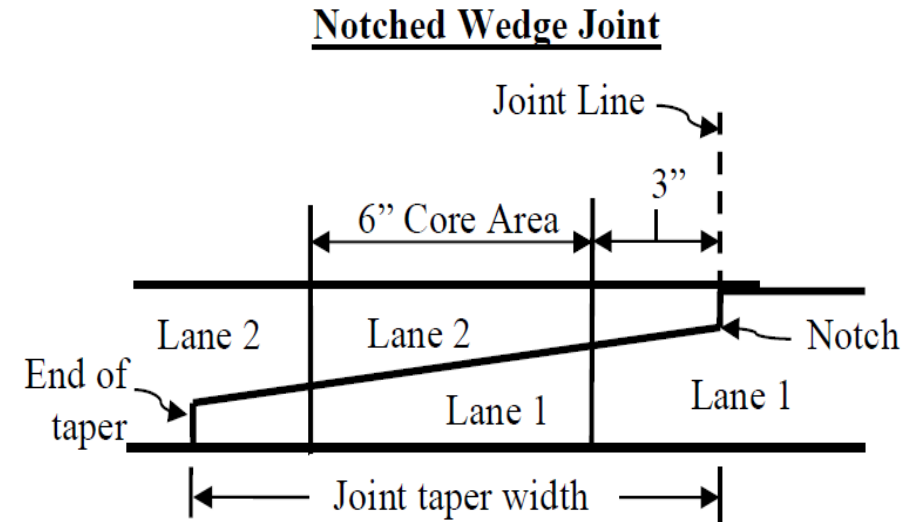 Notched Wedge Joint
Joint Line
3”
6” Core Area
Lane 2
Lane 2
Notch
End of
taper
Lane 1
Lane 1
Joint taper width